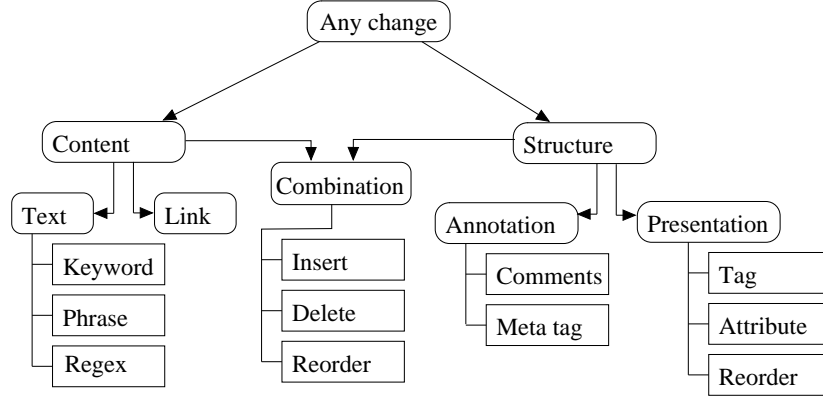 Any change
Content
Structure
Combination
Text
Link
Annotation
Presentation
Keyword
Insert
Comments
Tag
Phrase
Delete
Meta tag
Attribute
Regex
Reorder
Reorder